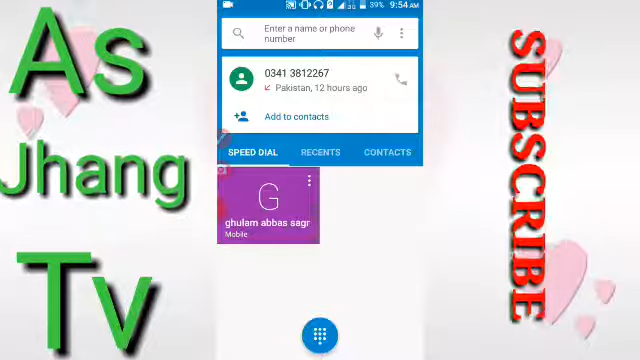 As
Jhang
Tv
39% 9:54 AM
Enter a name or phone
number
0341 3812267
Pakistan, 12 hours ago
Add to contacts
SPEED DIAL RECENTS CONTACTS
G
ghulam abbas sagr
Mobile
SUBSCRIBE